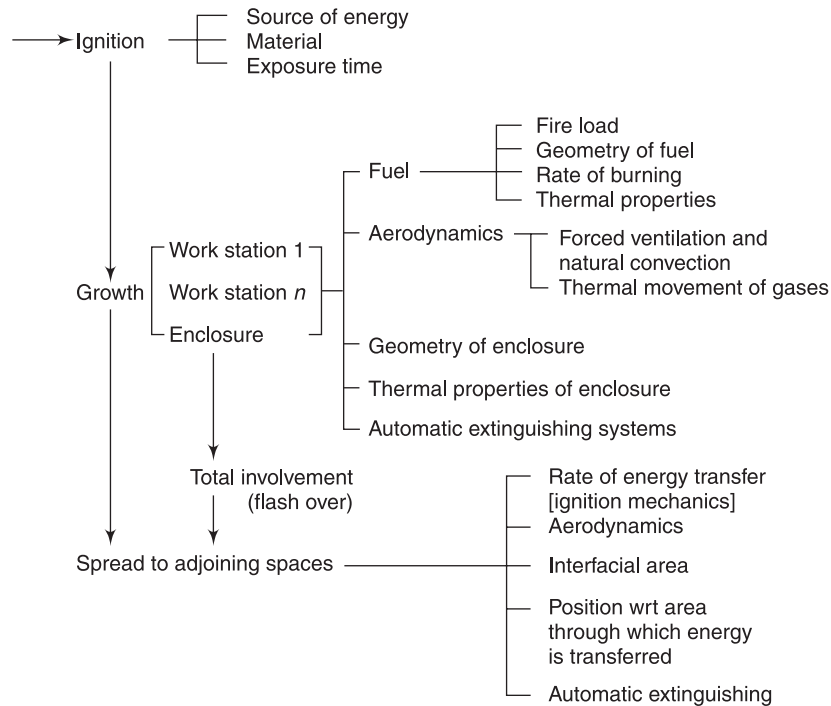 Source of energy
Ignition
Material
Exposure time
Fire load
Geometry of fuel
Fuel
Rate of burning
Thermal properties
Aerodynamics
Forced ventilation and
natural convection
Thermal movement of gases
Work station 1
Growth
Work station n
Enclosure
Geometry of enclosure
Thermal properties of enclosure
Automatic extinguishing systems
Total involvement
(flash over)
Spread to adjoining spaces
Rate of energy transfer
[ignition mechanics]
Aerodynamics
Interfacial area
Position wrt area
through which energy
is transferred
Automatic extinguishing